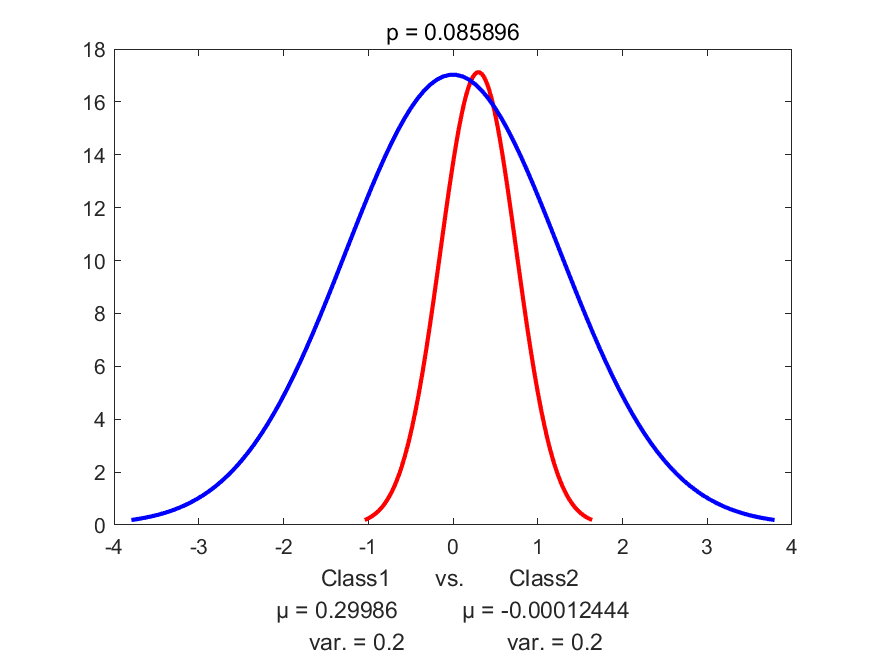 p = 0.085896
18
16
14
12
10
8
6
4
2
0
-4 -3 -2 -1 0 1 2 3 4
Class1 vs. Class2
μ = 0.29986 μ = -0.00012444
var. = 0.2 var. = 0.2